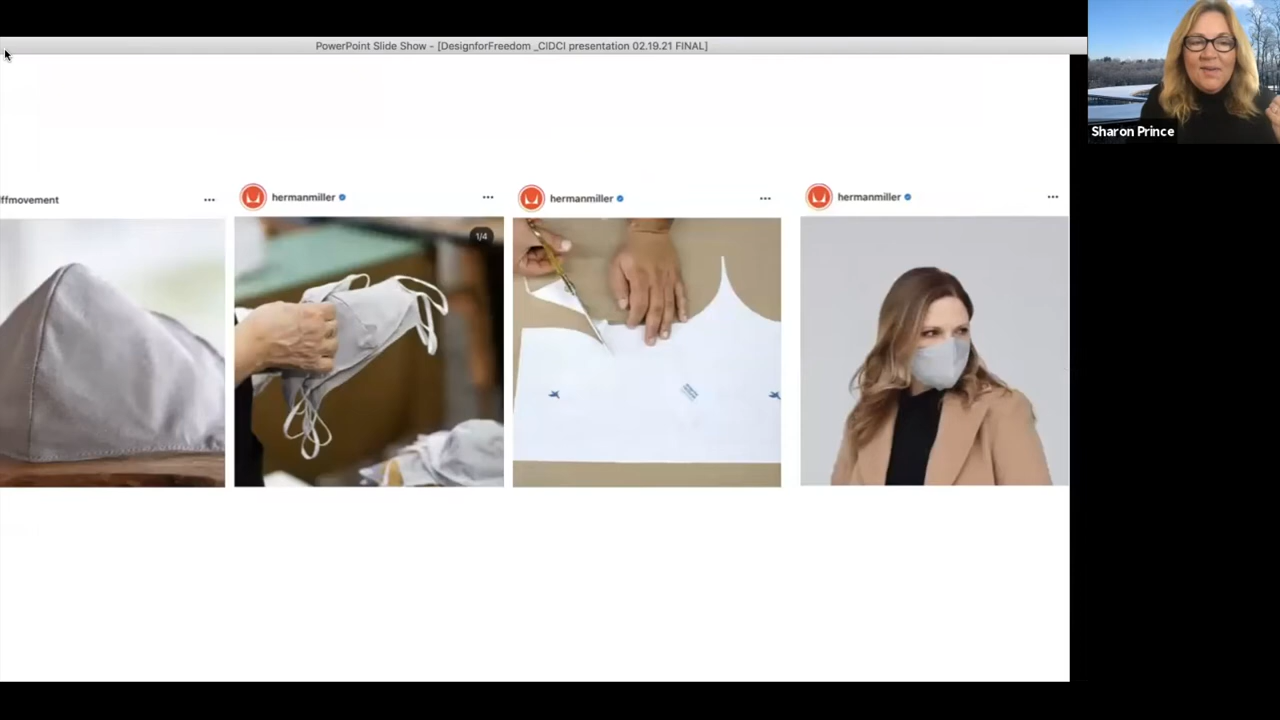 PowerPoint Slide Show - [DesignforFreedom _CIDCI presentation 02.19.21 FINAL]
Sharon Prince
ffmovement
hermanmiller
hermanmiller
hermanmiller
1/4